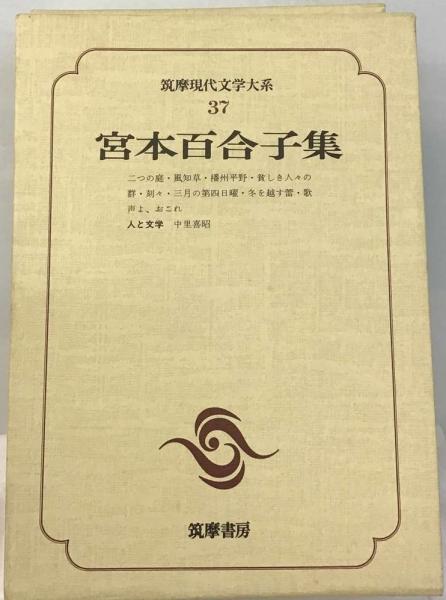 筑摩現代文学大系
37
宮本百合子集
二つの庭・風知草・播州平野・貧しき人々の
群・刻々・三月の第四日曜・冬を越す蕾・歌
声よ、おこれ
人と文学 中里喜昭
筑摩書房